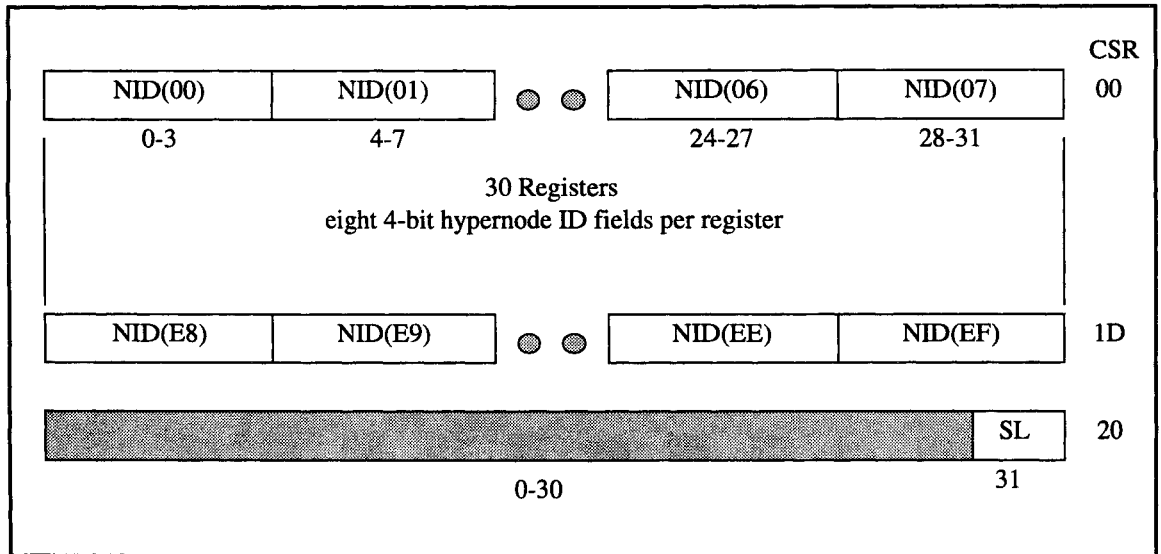 CSR
NID(00) NID(01) NID(06) NID(07) 00
0-3 4-7 24-27 28-31
30 Registers
eight 4-bit hypernode ID fields per register
NID(E8) NID(E9) NID(EE) NID(EF) 1D
SL 20
0-30 31